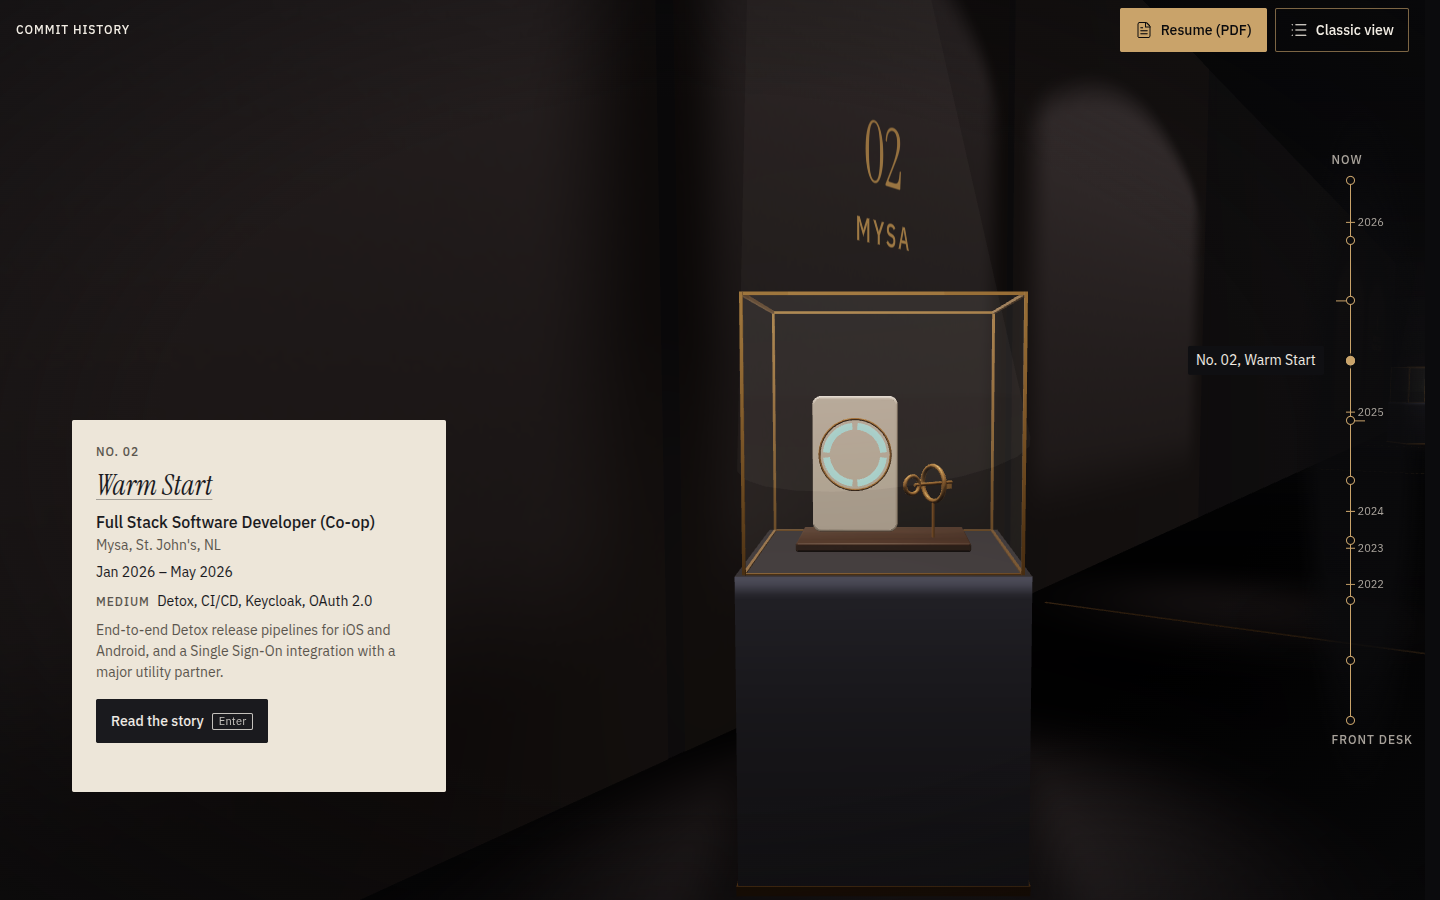 COMMIT HISTORY
Resume (PDF)
Classic view
02
MYSA
NOW
2026
No. 02, Warm Start
2025
2024
2023
2022
FRONT DESK
NO. 02
Warm Start
Full Stack Software Developer (Co-op)
Mysa, St. John's, NL
Jan 2026 – May 2026
MEDIUM Detox, CI/CD, Keycloak, OAuth 2.0
End-to-end Detox release pipelines for iOS and
Android, and a Single Sign-On integration with a
major utility partner.
Read the story Enter